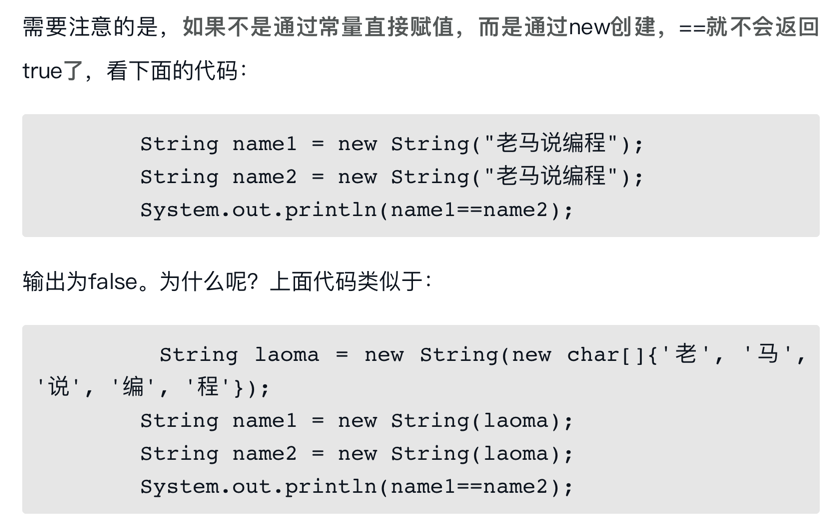 需要注意的是，如果不是通过常量直接赋值，而是通过new创建，==就不会返回
true了，看下面的代码：
String name1 = new String("老马说编程");
String name2 = new String("老马说编程");
System.out.println(name1==name2);
输出为false。为什么呢？上面代码类似于：
String laoma = new String(new char[]{'老', '马',
'说', '编', '程'});
String name1 = new String(laoma);
String name2 = new String(laoma);
System.out.println(name1==name2);